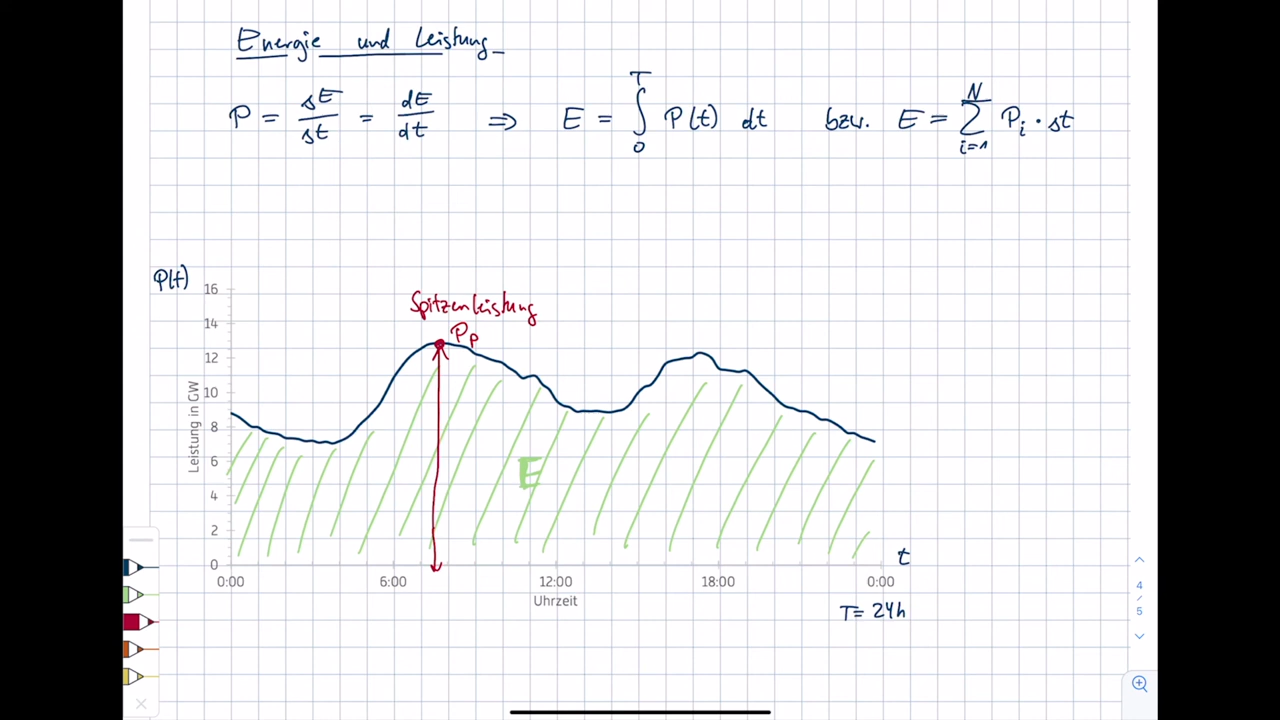 Energie und Leistung
P = ΔE/Δt = dE/dt ⇒ E = ∫₀ᵀ P(t) dt bzw. E = ∑ᵢ₌₁ᴺ Pᵢ · Δt
P(t)
16
Spitzenleistung
14
P_P
12
10
Leistung in GW
8
6
E
4
2
0
t
0:00 6:00 12:00 18:00 0:00
Uhrzeit
T = 24h
4
/
5